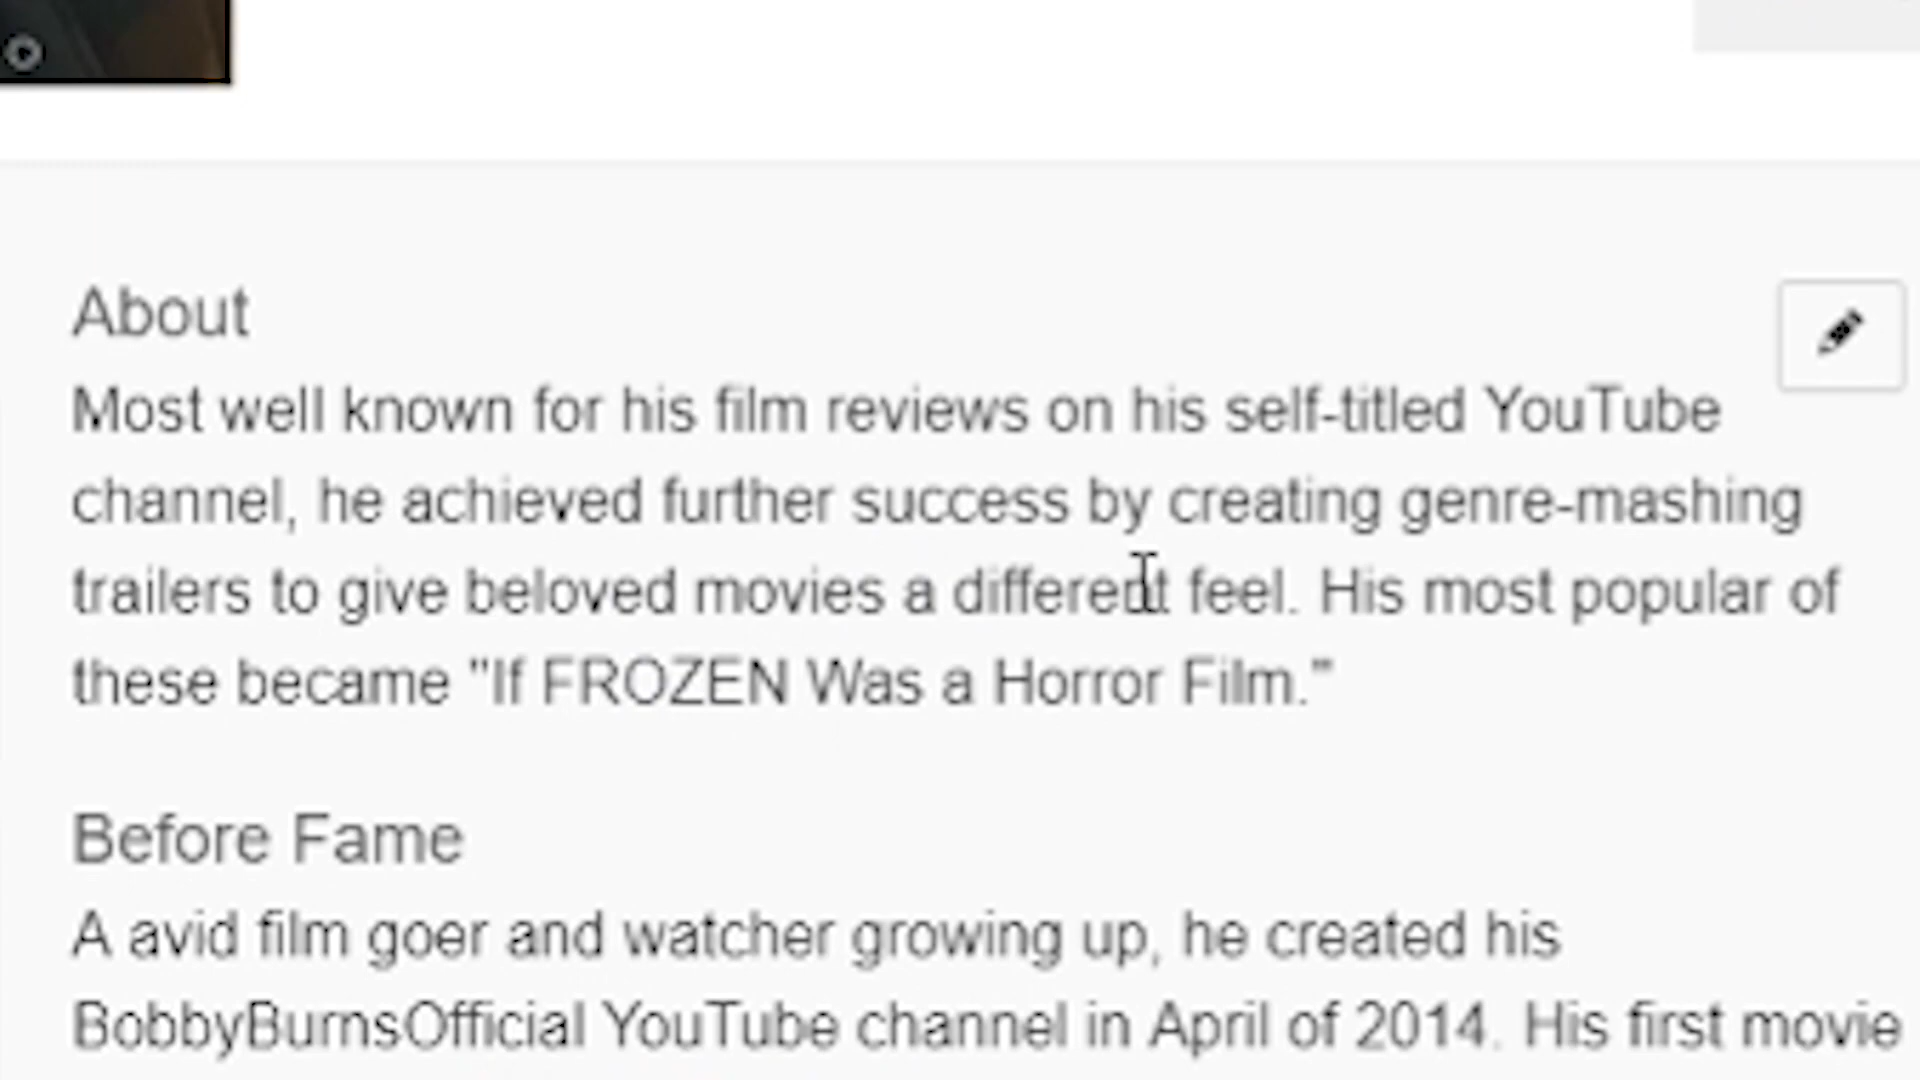 About
Most well known for his film reviews on his self-titled YouTube
channel, he achieved further success by creating genre-mashing
trailers to give beloved movies a different feel. His most popular of
these became "If FROZEN Was a Horror Film."
Before Fame
A avid film goer and watcher growing up, he created his
BobbyBurnsOfficial YouTube channel in April of 2014. His first movie